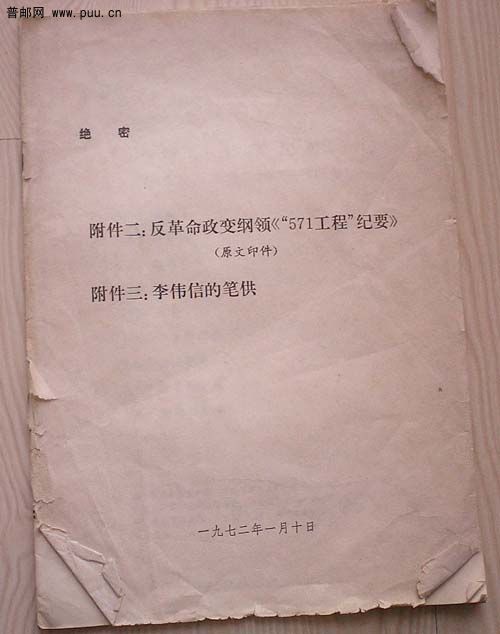 普邮网 www.puu.cn
绝 密
附件二：反革命政变纲领《“571工程”纪要》
（原文印件）
附件三：李伟信的笔供
一九七二年一月十日